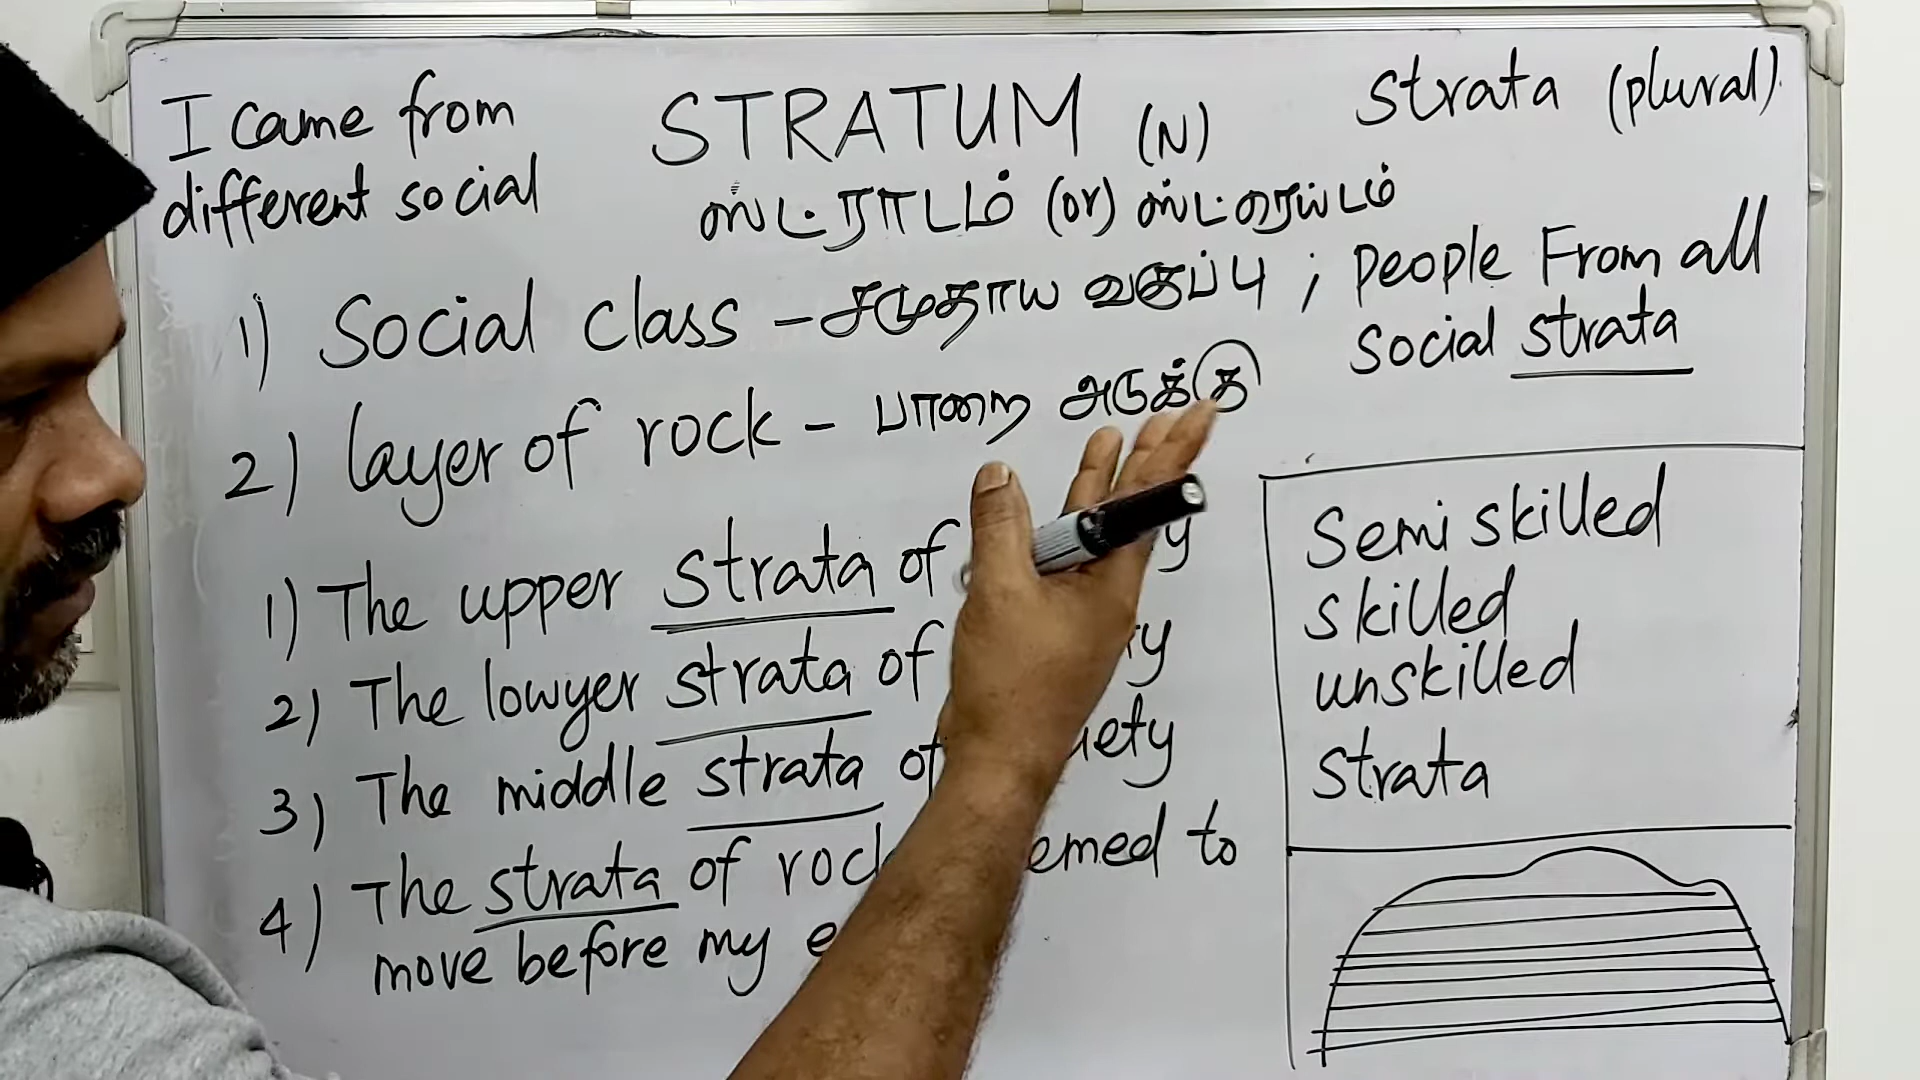 I came from
different social
STRATUM (N)
Strata (plural).
ஸ்ட்ராட்டம் (or) ஸ்ட்ரெய்டம்
1) Social class - சமுதாய வகுப்பு ; people From all
social strata
2) layer of rock - பாறை அடுக்கு
1) The upper strata of
2) The lowyer strata of
3) The middle strata of
4) The strata of to
move before my
Semi skilled
skilled
unskilled
strata